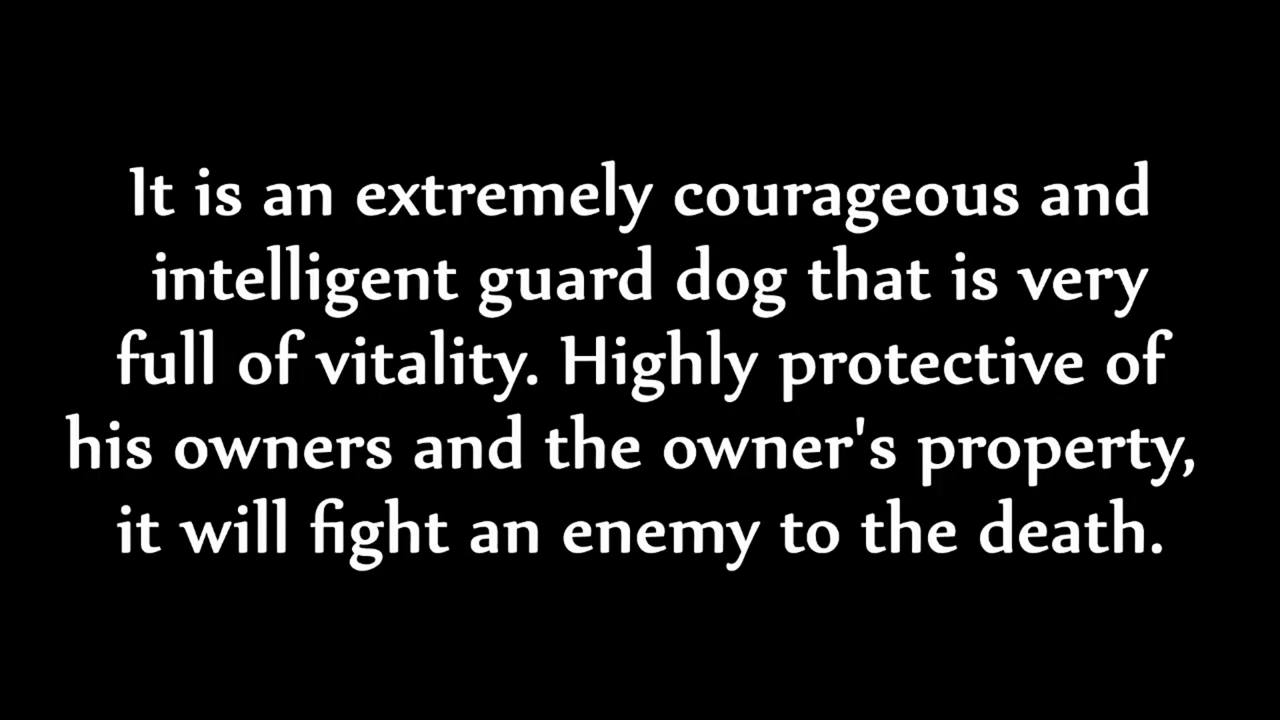 It is an extremely courageous and
intelligent guard dog that is very
full of vitality. Highly protective of
his owners and the owner's property,
it will fight an enemy to the death.